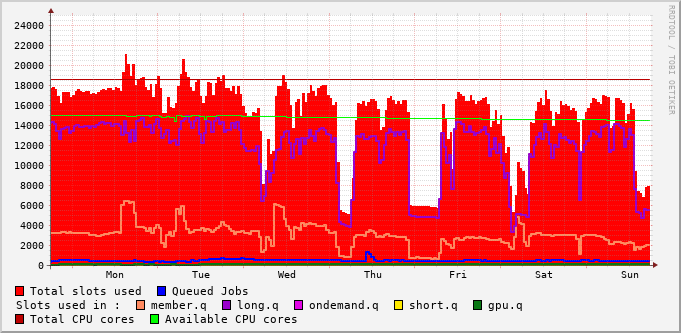 RRDTOOL / TOBI OETIKER
24000
22000
20000
18000
16000
14000
12000
10000
8000
6000
4000
2000
0
Mon Tue Wed Thu Fri Sat Sun
Total slots used Queued Jobs
Slots used in : member.q long.q ondemand.q short.q gpu.q
Total CPU cores Available CPU cores